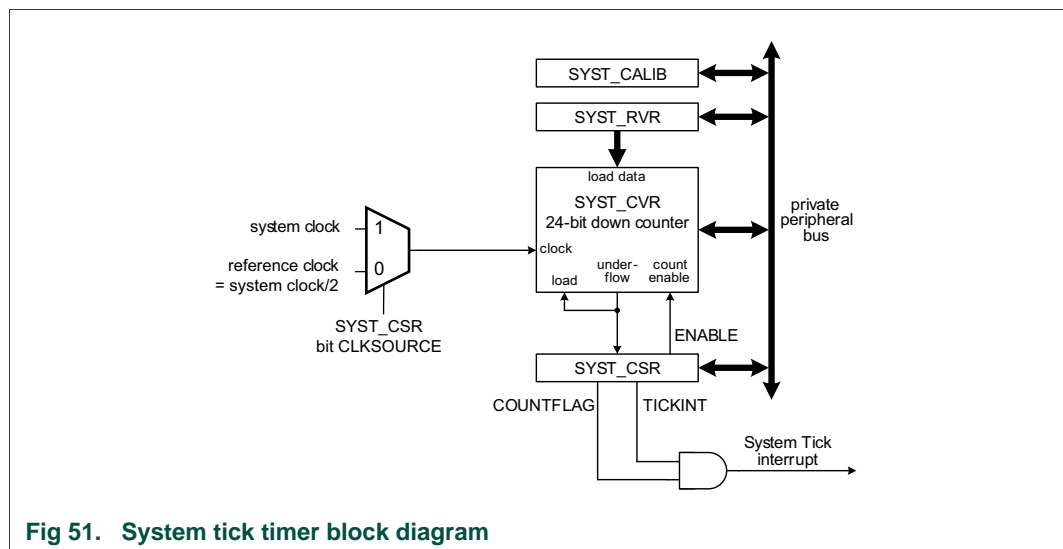 SYST_CALIB
SYST_RVR
load data
SYST_CVR
24-bit down counter
private
peripheral
bus
system clock
1
clock
reference clock
= system clock/2
0
under-
flow
count
enable
load
SYST_CSR
bit CLKSOURCE
ENABLE
SYST_CSR
COUNTFLAG
TICKINT
System Tick
interrupt
Fig 51. System tick timer block diagram